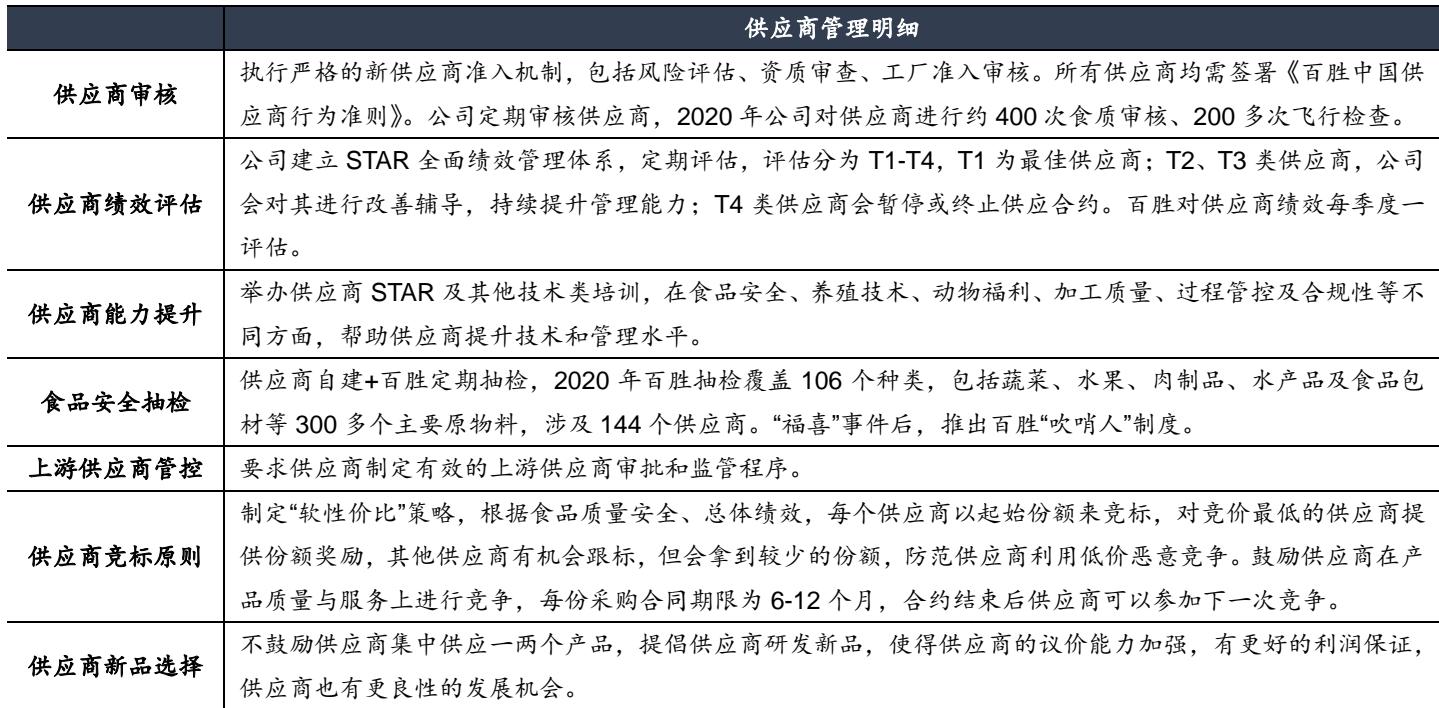 供应商管理明细
供应商审核
执行严格的新供应商准入机制，包括风险评估、资质审查、工厂准入审核。所有供应商均需签署《百胜中国供
应商行为准则》。公司定期审核供应商，2020 年公司对供应商进行约 400 次食质审核、200 多次飞行检查。
供应商绩效评估
公司建立 STAR 全面绩效管理体系，定期评估，评估分为 T1-T4，T1 为最佳供应商；T2、T3 类供应商，公司
会对其进行改善辅导，持续提升管理能力；T4 类供应商会暂停或终止供应合约。百胜对供应商绩效每季度一
评估。
供应商能力提升
举办供应商 STAR 及其他技术类培训，在食品安全、养殖技术、动物福利、加工质量、过程管控及合规性等不
同方面，帮助供应商提升技术和管理水平。
食品安全抽检
供应商自建+百胜定期抽检，2020 年百胜抽检覆盖 106 个种类，包括蔬菜、水果、肉制品、水产品及食品包
材等 300 多个主要原物料，涉及 144 个供应商。“福喜”事件后，推出百胜“吹哨人”制度。
上游供应商管控
要求供应商制定有效的上游供应商审批和监管程序。
供应商竞标原则
制定“软性价比”策略，根据食品质量安全、总体绩效，每个供应商以起始份额来竞标，对竞价最低的供应商提
供份额奖励，其他供应商有机会跟标，但会拿到较少的份额，防范供应商利用低价恶意竞争。鼓励供应商在产
品质量与服务上进行竞争，每份采购合同期限为 6-12 个月，合约结束后供应商可以参加下一次竞争。
供应商新品选择
不鼓励供应商集中供应一两个产品，提倡供应商研发新品，使得供应商的议价能力加强，有更好的利润保证，
供应商也有更良性的发展机会。